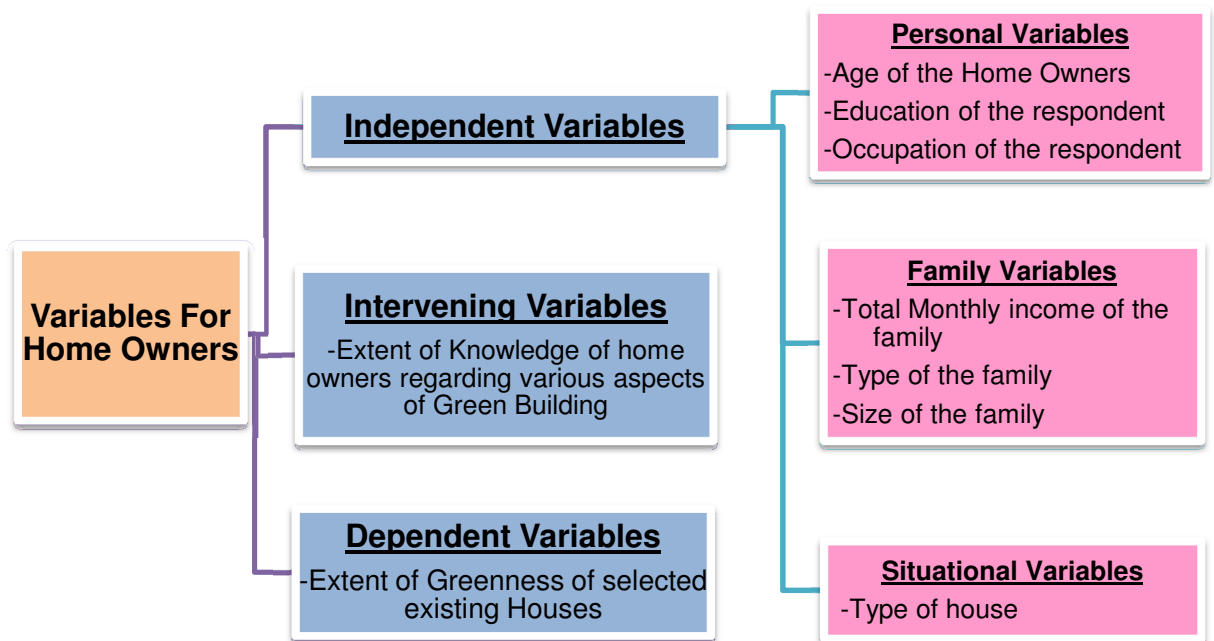 Variables For
Home Owners
Independent Variables
Intervening Variables
-Extent of Knowledge of home
owners regarding various aspects
of Green Building
Dependent Variables
-Extent of Greenness of selected
existing Houses
Personal Variables
-Age of the Home Owners
-Education of the respondent
-Occupation of the respondent
Family Variables
-Total Monthly income of the
family
-Type of the family
-Size of the family
Situational Variables
-Type of house